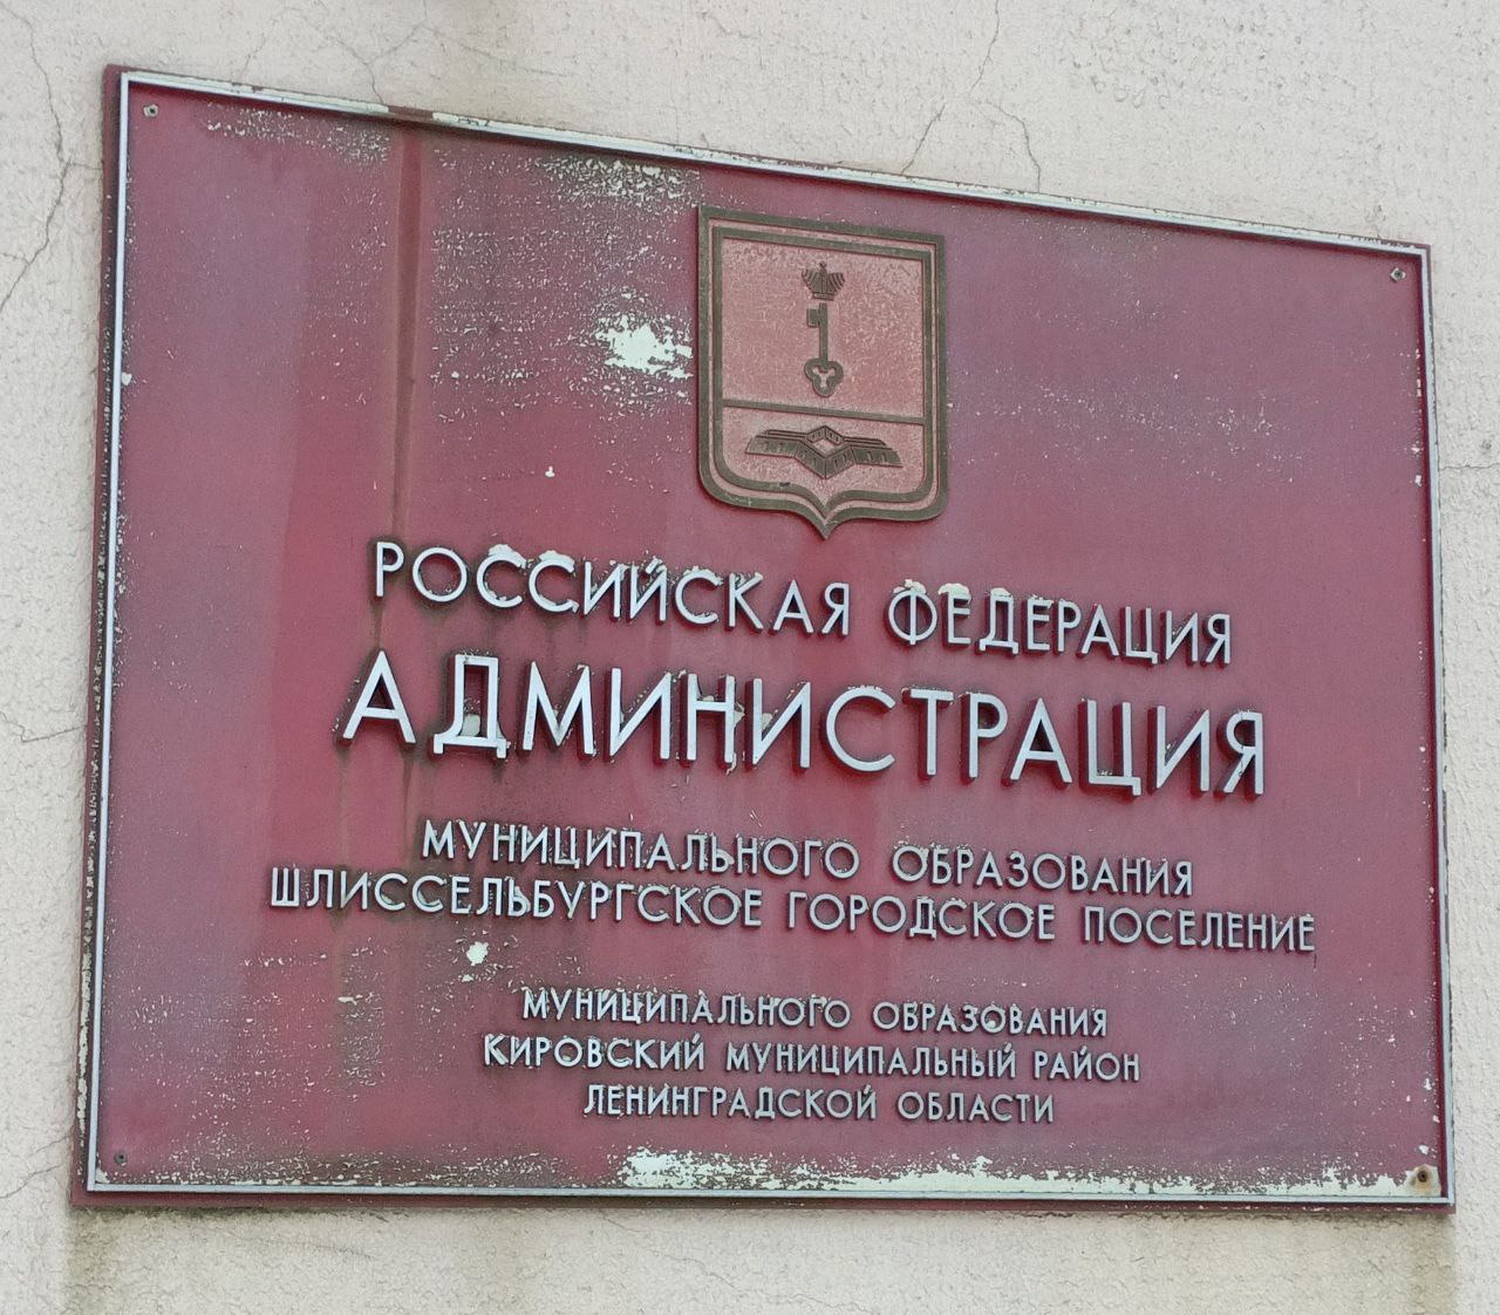 РОССИЙСКАЯ ФЕДЕРАЦИЯ
АДМИНИСТРАЦИЯ
МУНИЦИПАЛЬНОГО ОБРАЗОВАНИЯ
ШЛИССЕЛЬБУРГСКОЕ ГОРОДСКОЕ ПОСЕЛЕНИЕ
МУНИЦИПАЛЬНОГО ОБРАЗОВАНИЯ
КИРОВСКИЙ МУНИЦИПАЛЬНЫЙ РАЙОН
ЛЕНИНГРАДСКОЙ ОБЛАСТИ